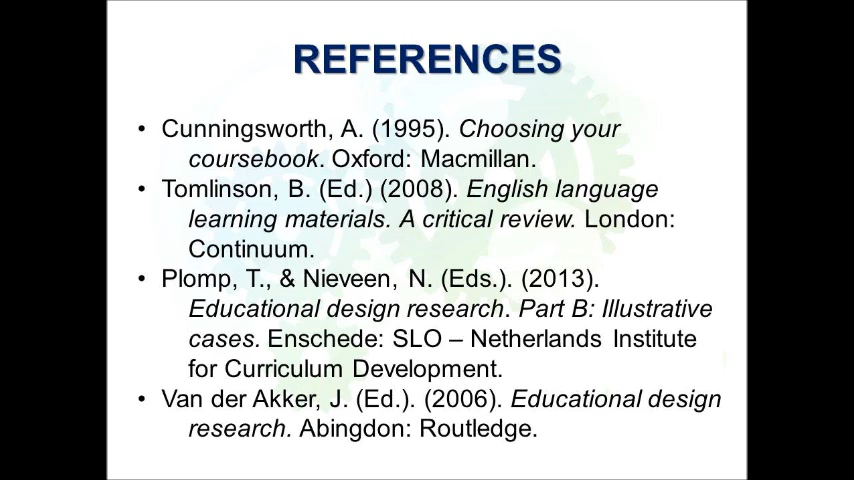 REFERENCES
• Cunningsworth, A. (1995). Choosing your
coursebook. Oxford: Macmillan.
• Tomlinson, B. (Ed.) (2008). English language
learning materials. A critical review. London:
Continuum.
• Plomp, T., & Nieveen, N. (Eds.). (2013).
Educational design research. Part B: Illustrative
cases. Enschede: SLO – Netherlands Institute
for Curriculum Development.
• Van der Akker, J. (Ed.). (2006). Educational design
research. Abingdon: Routledge.